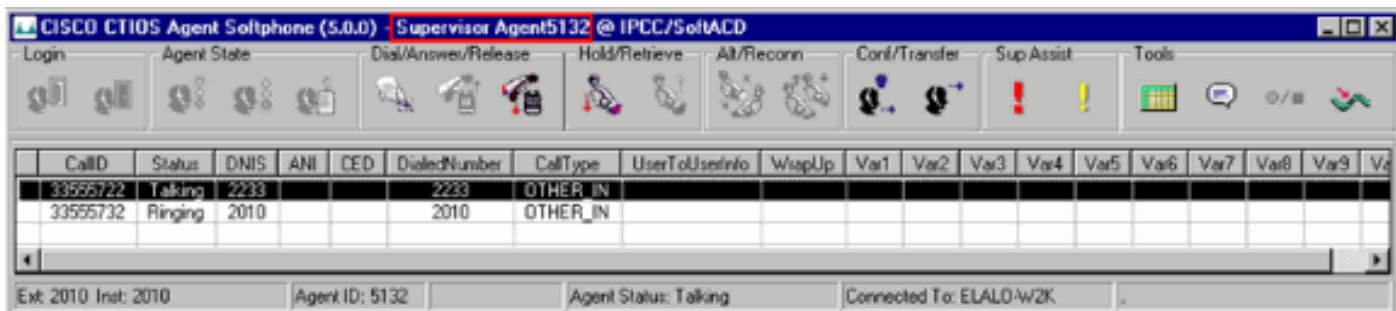 CISCO CTIOS Agent Softphone (5.0.0) - Supervisor Agent5132 @ IPCC/SoftACD
Login Agent State Dial/Answer/Release Hold/Retrieve Alt/Reconn Conf/Transfer Sup Assist Tools
CallID Status DNIS ANI CED DialedNumber CallType UserToUserInfo WrapUp Var1 Var2 Var3 Var4 Var5 Var6 Var7 Var8 Var9 Va
33555722 Talking 2233 2233 OTHER_IN
33555732 Ringing 2010 2010 OTHER_IN
Ext: 2010 Inst: 2010 Agent ID: 5132 Agent Status: Talking Connected To: ELALO-W2K .